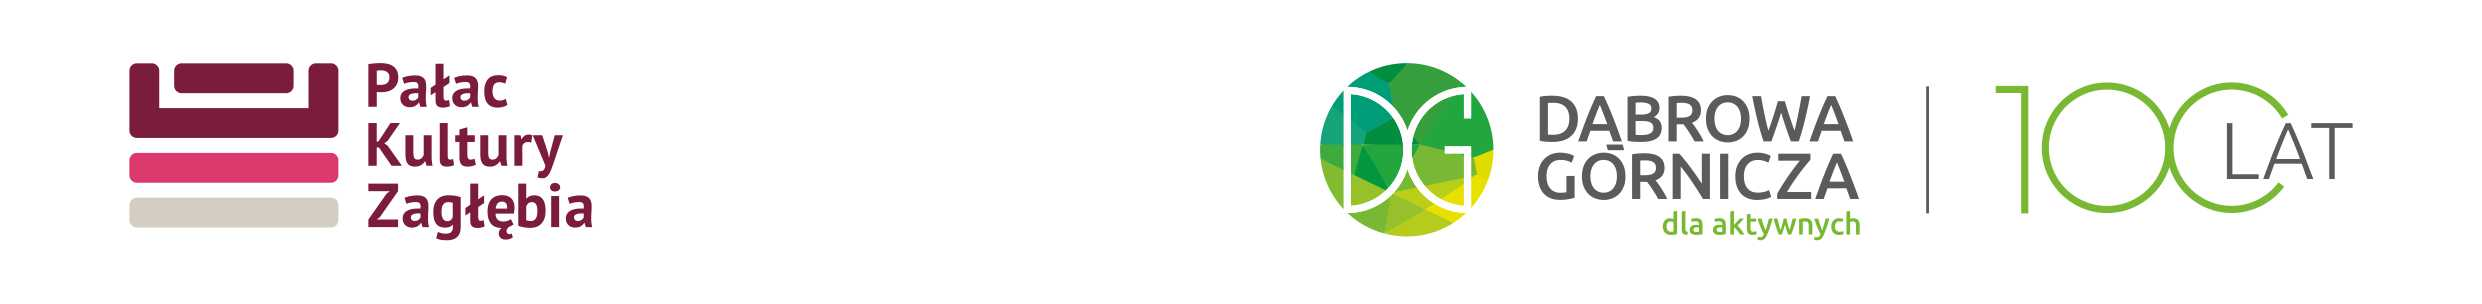 Pałac
Kultury
Zagłębia
DG
DĄBROWA
GÓRNICZA
dla aktywnych
100 LAT